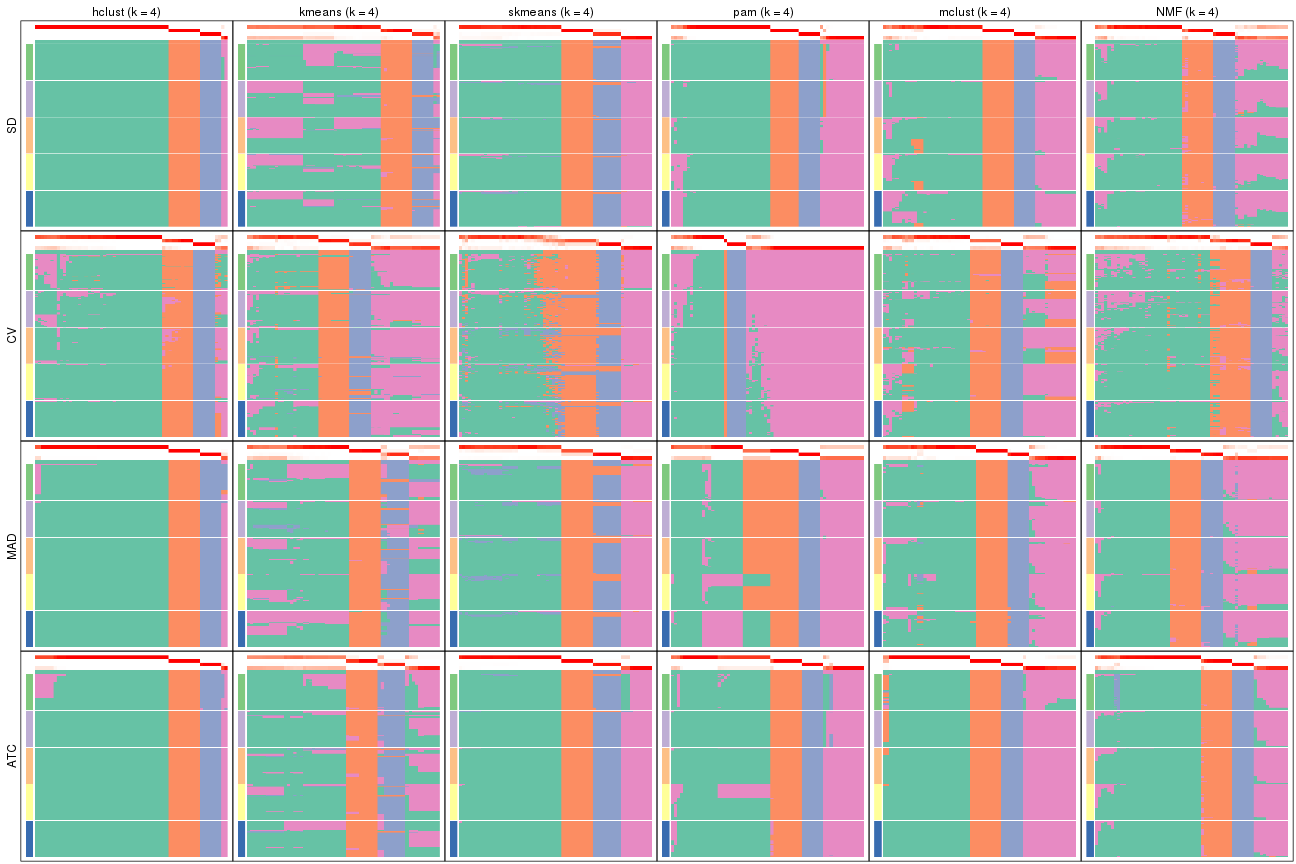 hclust (k = 4)
kmeans (k = 4)
skmeans (k = 4)
pam (k = 4)
mclust (k = 4)
NMF (k = 4)
SD
CV
MAD
ATC